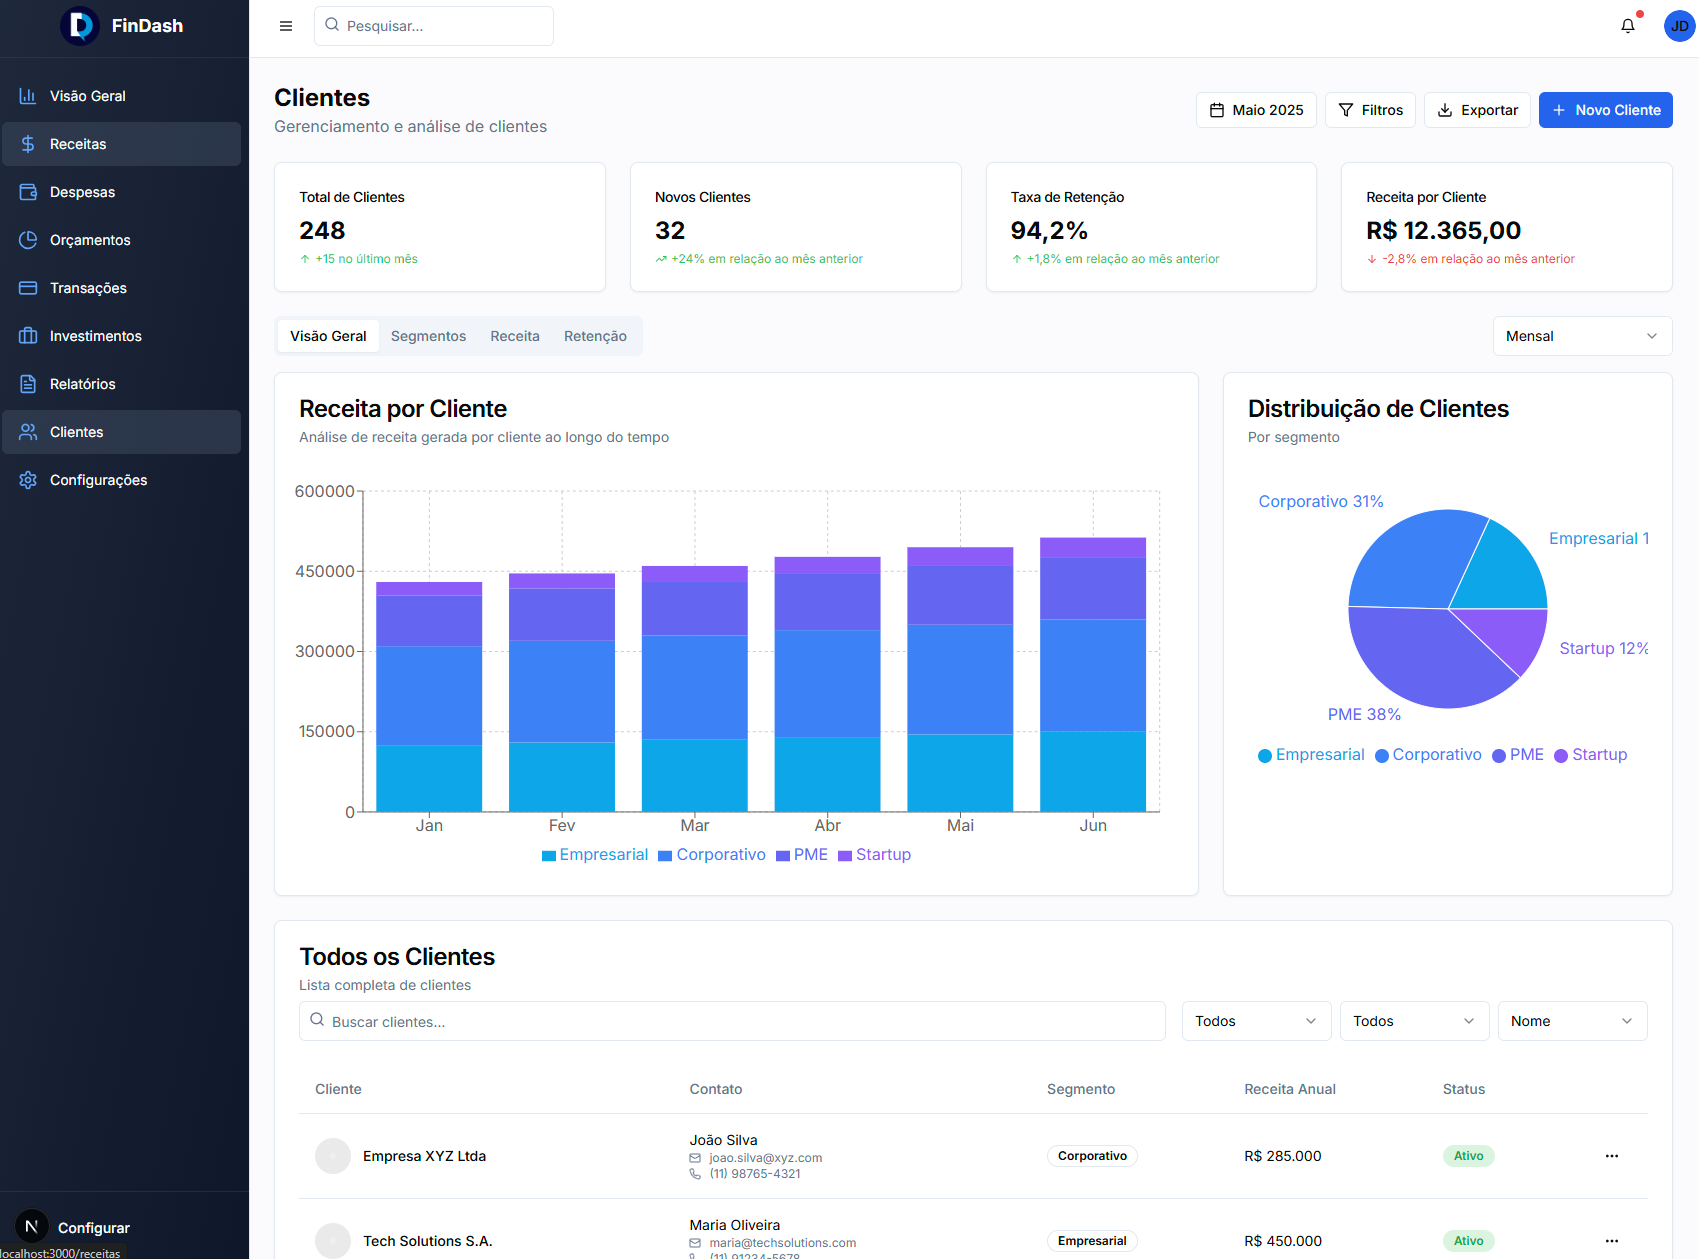 FinDash
Pesquisar...
JD
Visão Geral
Receitas
Despesas
Orçamentos
Transações
Investimentos
Relatórios
Clientes
Configurações
N Configurar
localhost:3000/receitas
Clientes
Gerenciamento e análise de clientes
Maio 2025
Filtros
Exportar
Novo Cliente
Total de Clientes
248
+15 no último mês
Novos Clientes
32
+24% em relação ao mês anterior
Taxa de Retenção
94,2%
+1,8% em relação ao mês anterior
Receita por Cliente
R$ 12.365,00
-2,8% em relação ao mês anterior
Visão Geral Segmentos Receita Retenção
Mensal
Receita por Cliente
Análise de receita gerada por cliente ao longo do tempo
600000
450000
300000
150000
0
Jan Fev Mar Abr Mai Jun
Empresarial Corporativo PME Startup
Distribuição de Clientes
Por segmento
Corporativo 31%
Empresarial 1
Startup 12%
PME 38%
Empresarial Corporativo PME Startup
Todos os Clientes
Lista completa de clientes
Buscar clientes...
Todos
Todos
Nome
Cliente Contato Segmento Receita Anual Status
Empresa XYZ Ltda
João Silva
joao.silva@xyz.com
(11) 98765-4321
Corporativo
R$ 285.000
Ativo
Tech Solutions S.A.
Maria Oliveira
maria@techsolutions.com
(11) 91234-5678
Empresarial
R$ 450.000
Ativo